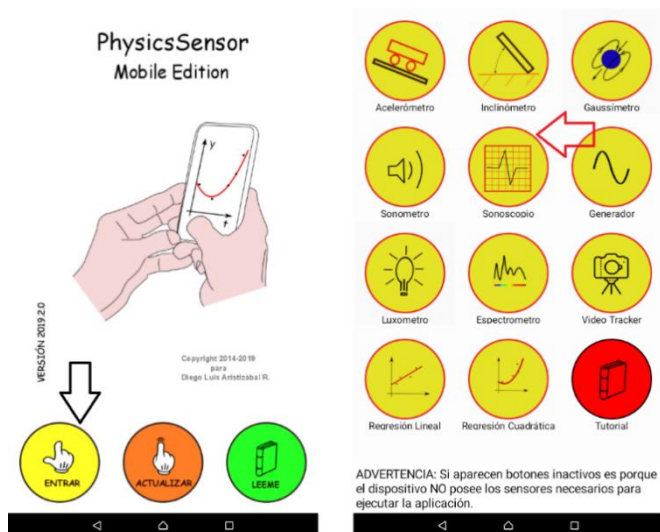 PhysicsSensor
Mobile Edition
y
t
VERSIÓN 2019.2.0
Copyright 2014-2019
para
Diego Luis Aristizábal R.
ENTRAR
ACTUALIZAR
LEEME
Acelerómetro
Inclinómetro
Gaussímetro
Sonometro
Sonoscopio
Generador
Luxometro
Espectrometro
Video Tracker
Regresión Lineal
Regresión Cuadrática
Tutorial
ADVERTENCIA: Si aparecen botones inactivos es porque
el dispositivo NO posee los sensores necesarios para
ejecutar la aplicación.